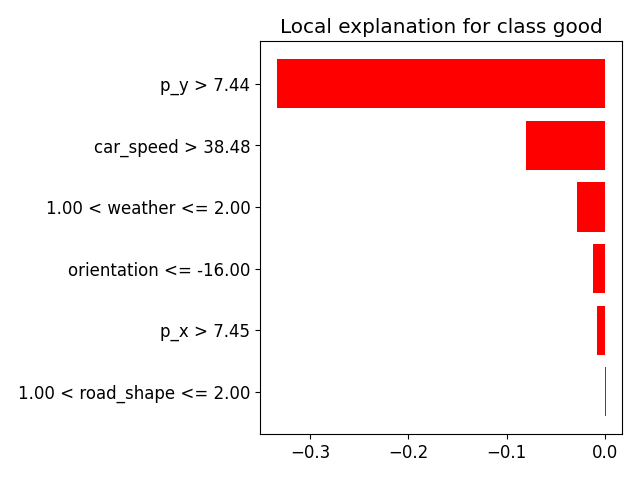 Local explanation for class good
p_y > 7.44
car_speed > 38.48
1.00 < weather <= 2.00
orientation <= -16.00
p_x > 7.45
1.00 < road_shape <= 2.00
−0.3 −0.2 −0.1 0.0